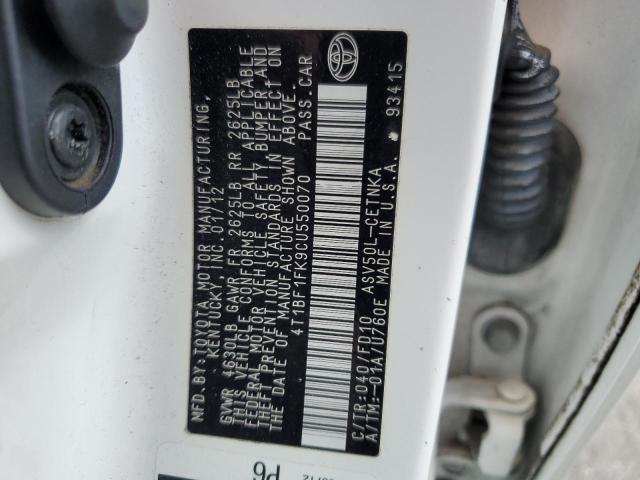 MFD.BY:TOYOTA MOTOR MANUFACTURING,
KENTUCKY, INC. 01/12
GVWR 4630LB GAWR FR 2625LB RR 2625LB
THIS VEHICLE CONFORMS TO ALL APPLICABLE
FEDERAL MOTOR VEHICLE SAFETY, BUMPER, AND
THEFT PREVENTION STANDARDS IN EFFECT ON
THE DATE OF MANUFACTURE SHOWN ABOVE.
4T1BF1FK9CU550070 PASS.CAR
C/TR:040/FD10 ASV50L-CETNKA
A/TM:-01A/U760E MADE IN U.S.A. 93415
P6